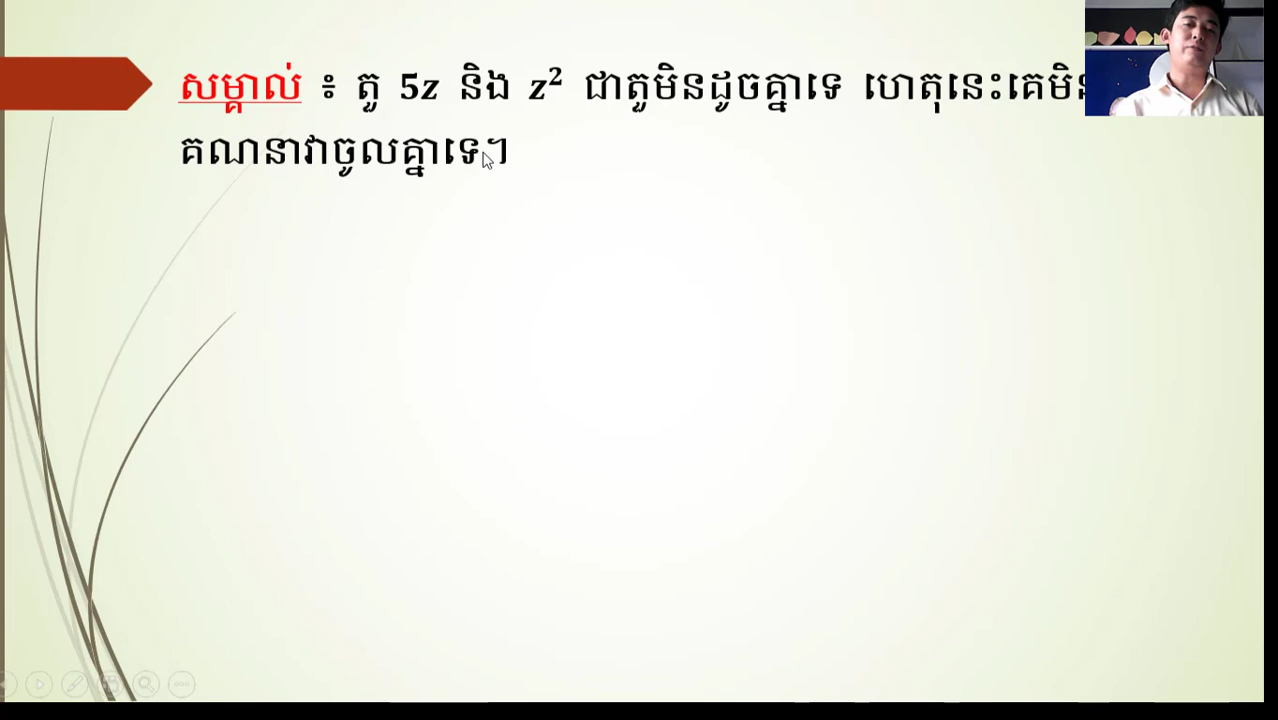 សម្គាល់ ៖ តួ 5z និង z² ជាតួមិនដូចគ្នាទេ ហេតុនេះគេមិន
គណនាវាចូលគ្នាទេ។